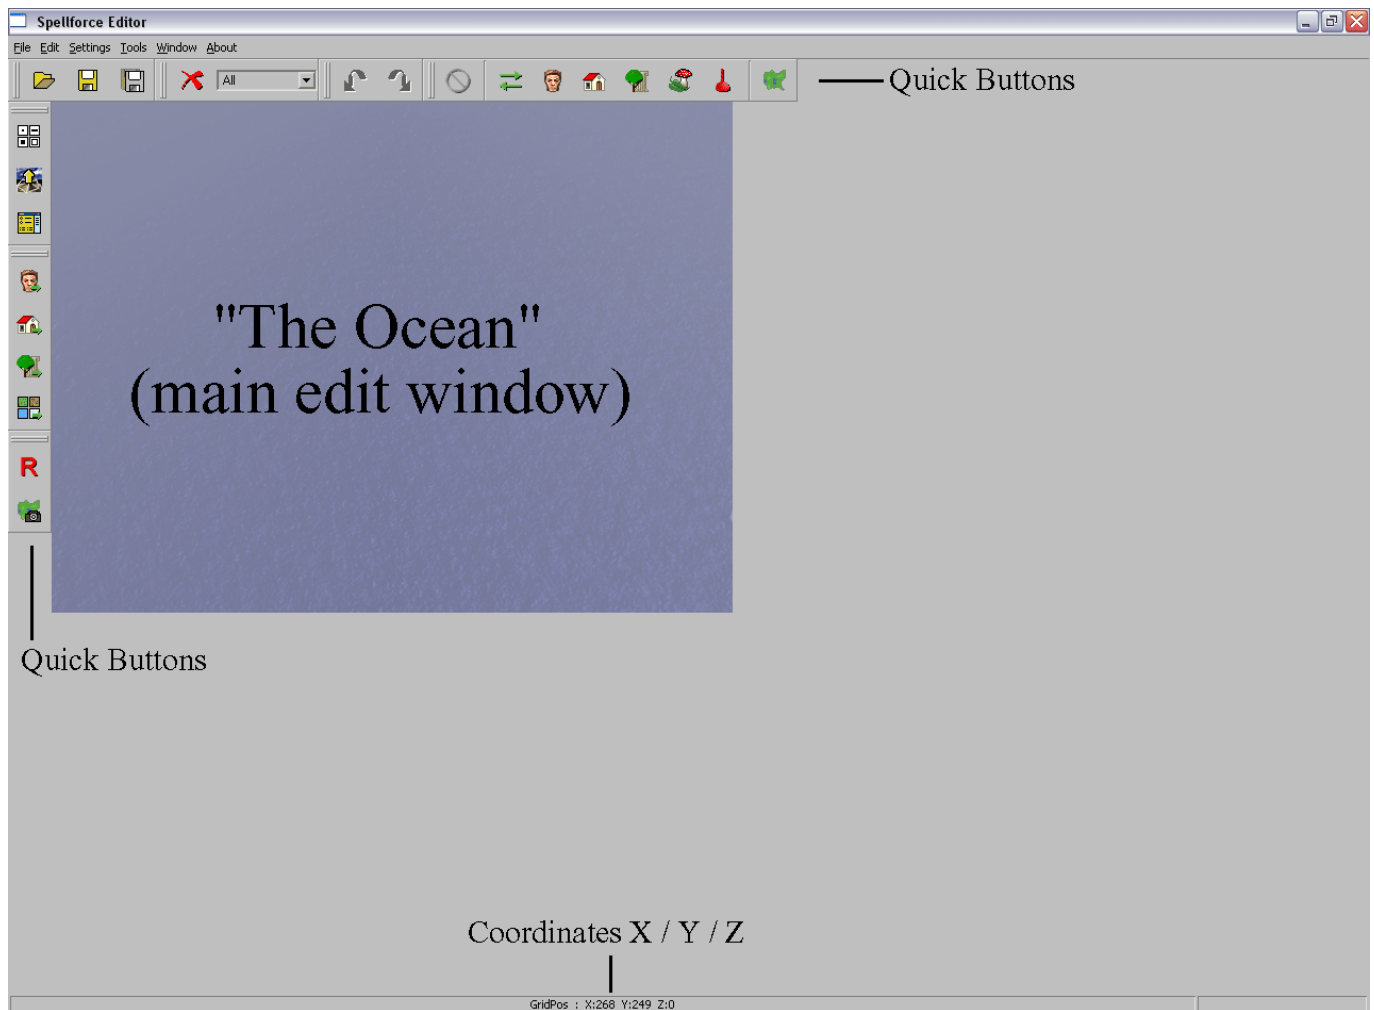 Spellforce Editor
File Edit Settings Tools Window About
All
Quick Buttons
"The Ocean"
(main edit window)
R
Quick Buttons
Coordinates X / Y / Z
GridPos : X:268 Y:249 Z:0